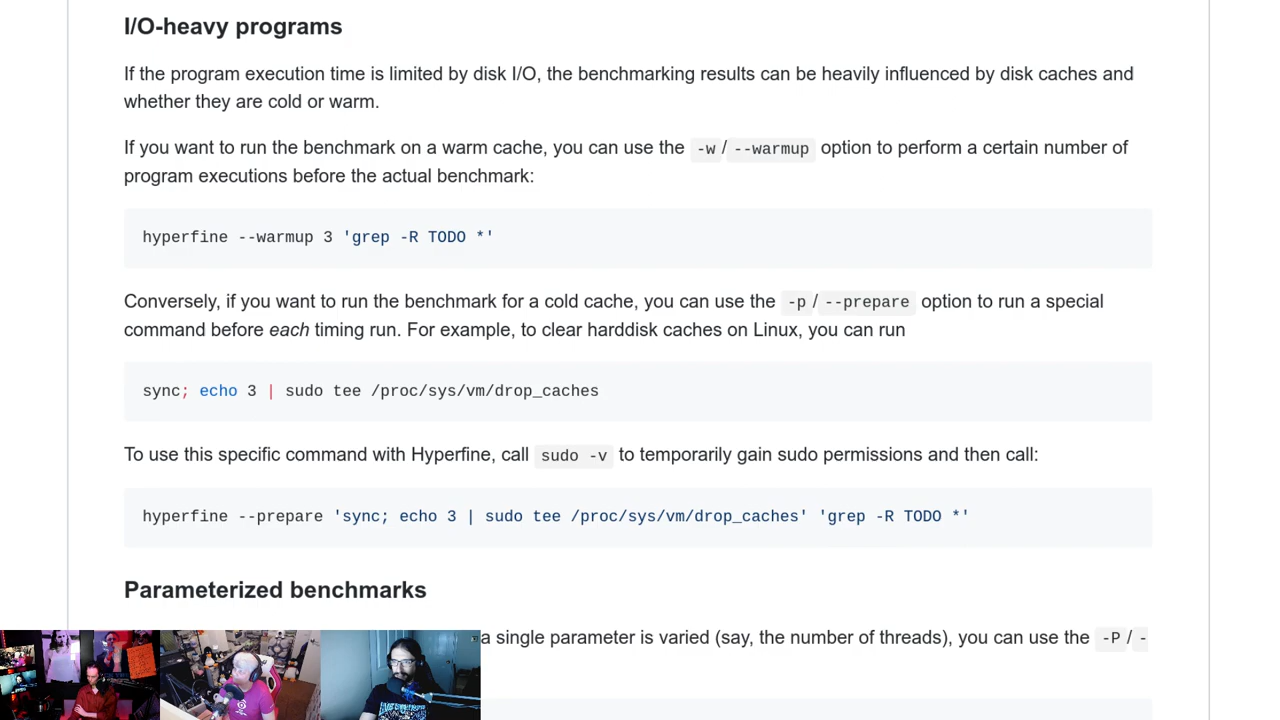 I/O-heavy programs
If the program execution time is limited by disk I/O, the benchmarking results can be heavily influenced by disk caches and
whether they are cold or warm.
If you want to run the benchmark on a warm cache, you can use the -w / --warmup option to perform a certain number of
program executions before the actual benchmark:
hyperfine --warmup 3 'grep -R TODO *'
Conversely, if you want to run the benchmark for a cold cache, you can use the -p / --prepare option to run a special
command before each timing run. For example, to clear harddisk caches on Linux, you can run
sync; echo 3 | sudo tee /proc/sys/vm/drop_caches
To use this specific command with Hyperfine, call sudo -v to temporarily gain sudo permissions and then call:
hyperfine --prepare 'sync; echo 3 | sudo tee /proc/sys/vm/drop_caches' 'grep -R TODO *'
Parameterized benchmarks
a single parameter is varied (say, the number of threads), you can use the -P / -